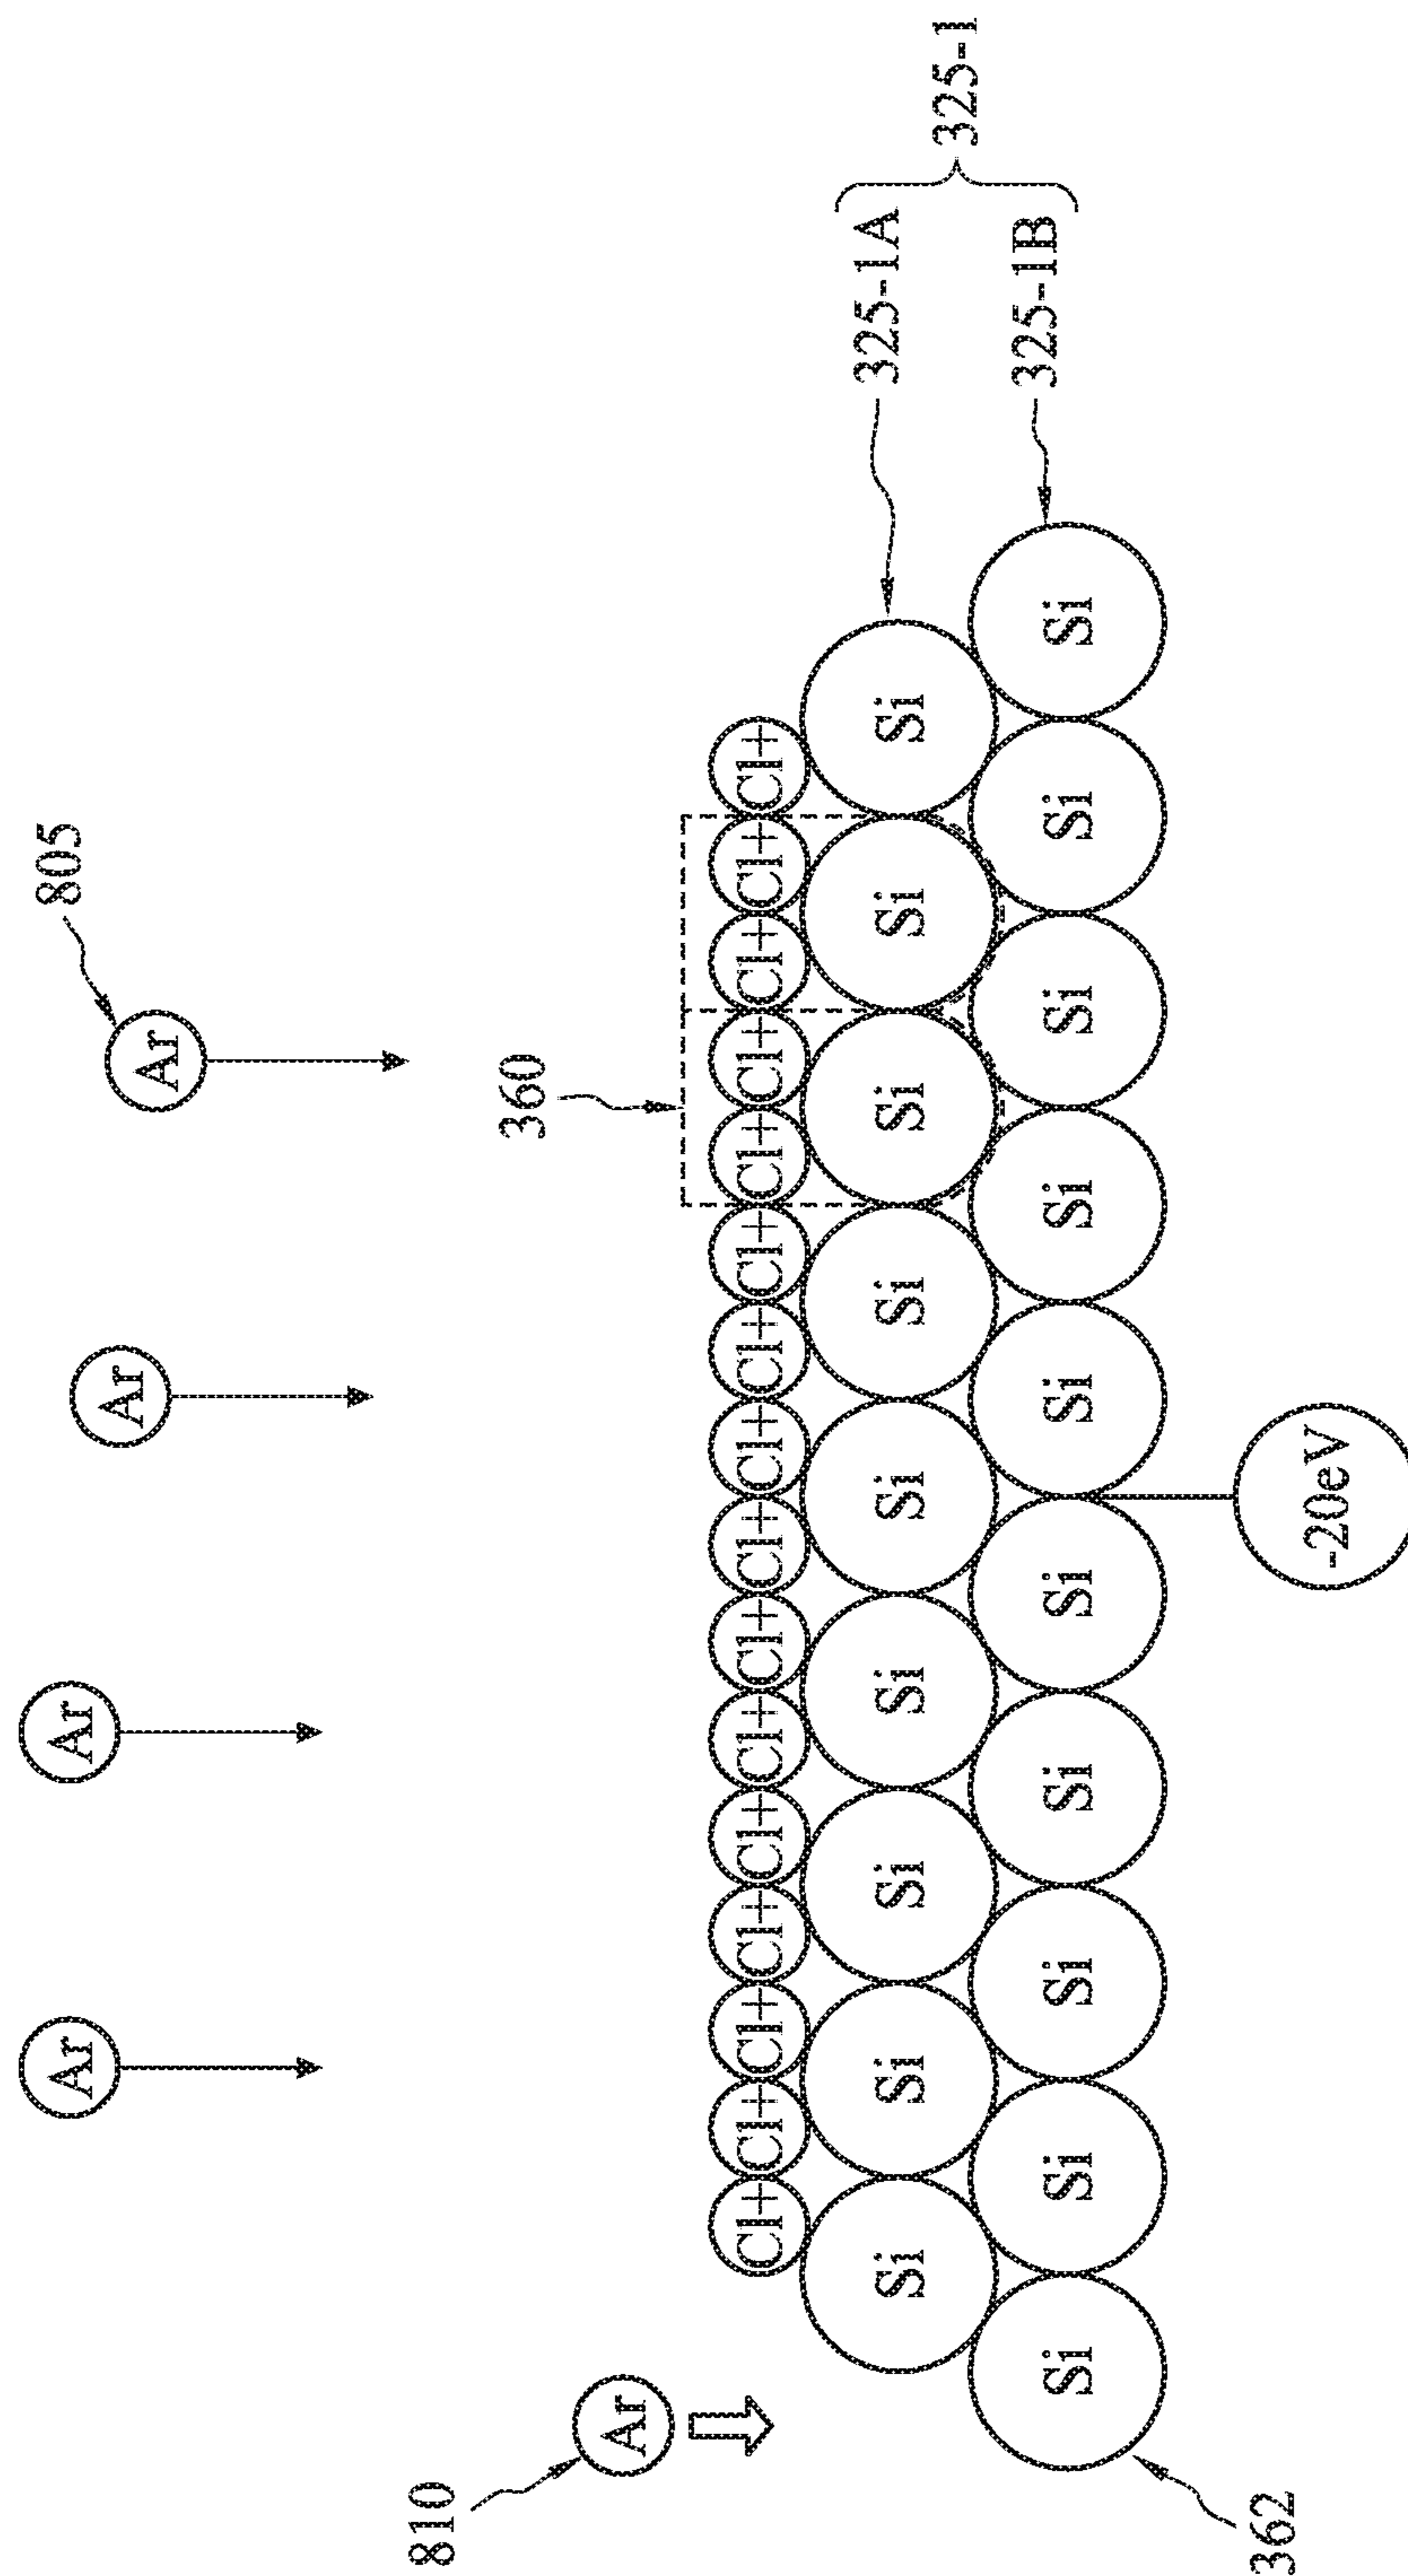 805
Ar Ar Ar Ar
810
Ar
360
Cl+ Cl+ Cl+ Cl+ Cl+ Cl+ Cl+ Cl+ Cl+ Cl+ Cl+ Cl+ Cl+ Cl+ Cl+ Cl+
Si Si Si Si Si Si Si Si Si
325-1A
325-1
Si Si Si Si Si Si Si Si Si Si
325-1B
362
-20eV